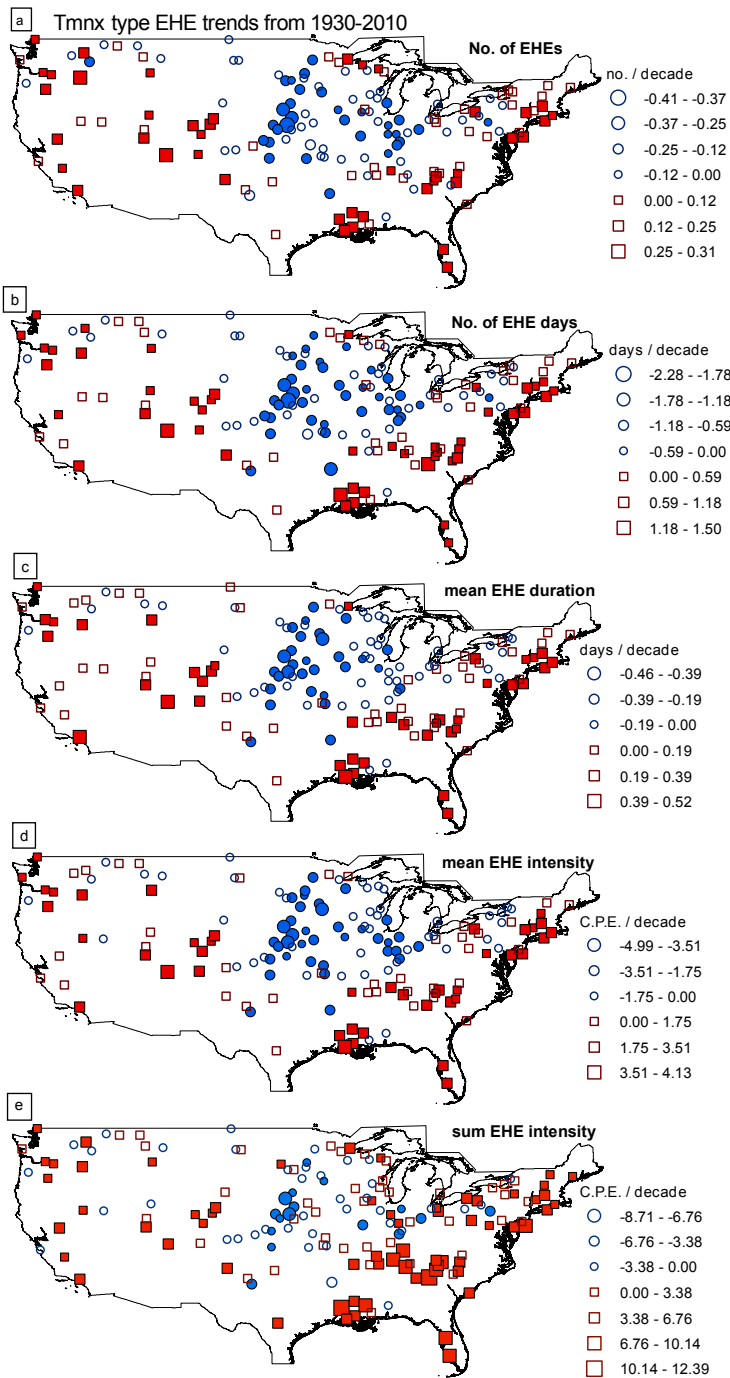 a
Tmnx type EHE trends from 1930-2010
No. of EHEs
no. / decade
-0.41 - -0.37
-0.37 - -0.25
-0.25 - -0.12
-0.12 - 0.00
0.00 - 0.12
0.12 - 0.25
0.25 - 0.31
b
No. of EHE days
days / decade
-2.28 - -1.78
-1.78 - -1.18
-1.18 - -0.59
-0.59 - 0.00
0.00 - 0.59
0.59 - 1.18
1.18 - 1.50
c
mean EHE duration
days / decade
-0.46 - -0.39
-0.39 - -0.19
-0.19 - 0.00
0.00 - 0.19
0.19 - 0.39
0.39 - 0.52
d
mean EHE intensity
C.P.E. / decade
-4.99 - -3.51
-3.51 - -1.75
-1.75 - 0.00
0.00 - 1.75
1.75 - 3.51
3.51 - 4.13
e
sum EHE intensity
C.P.E. / decade
-8.71 - -6.76
-6.76 - -3.38
-3.38 - 0.00
0.00 - 3.38
3.38 - 6.76
6.76 - 10.14
10.14 - 12.39